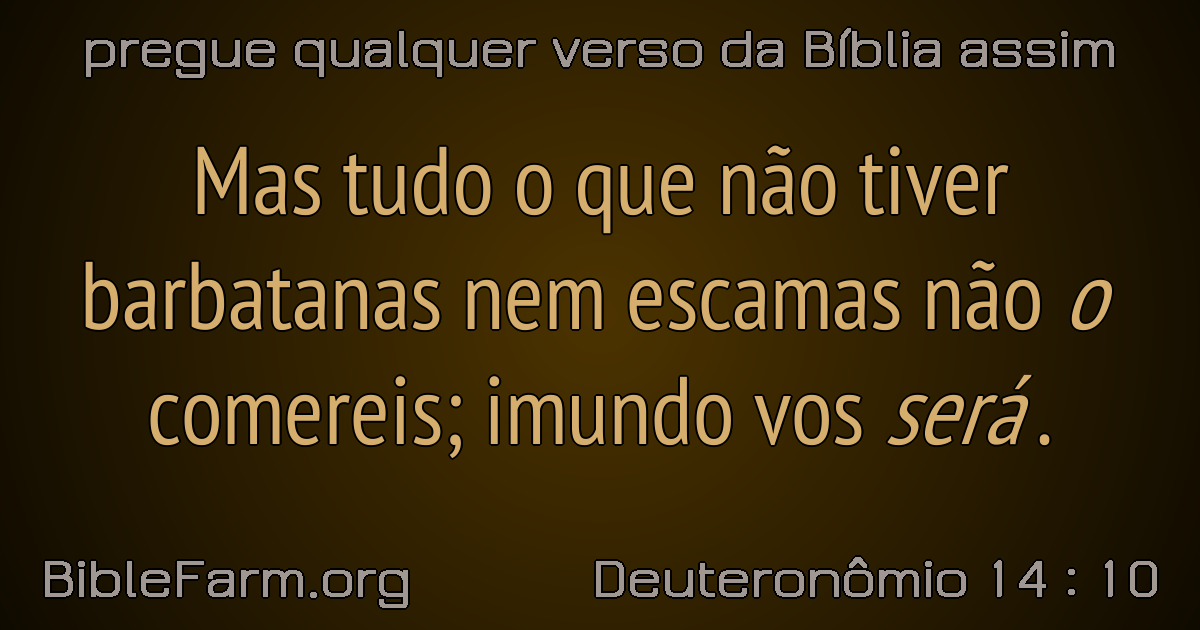 pregue qualquer verso da Bíblia assim
Mas tudo o que não tiver
barbatanas nem escamas não o
comereis; imundo vos será .
BibleFarm.org
Deuteronômio 14 : 10